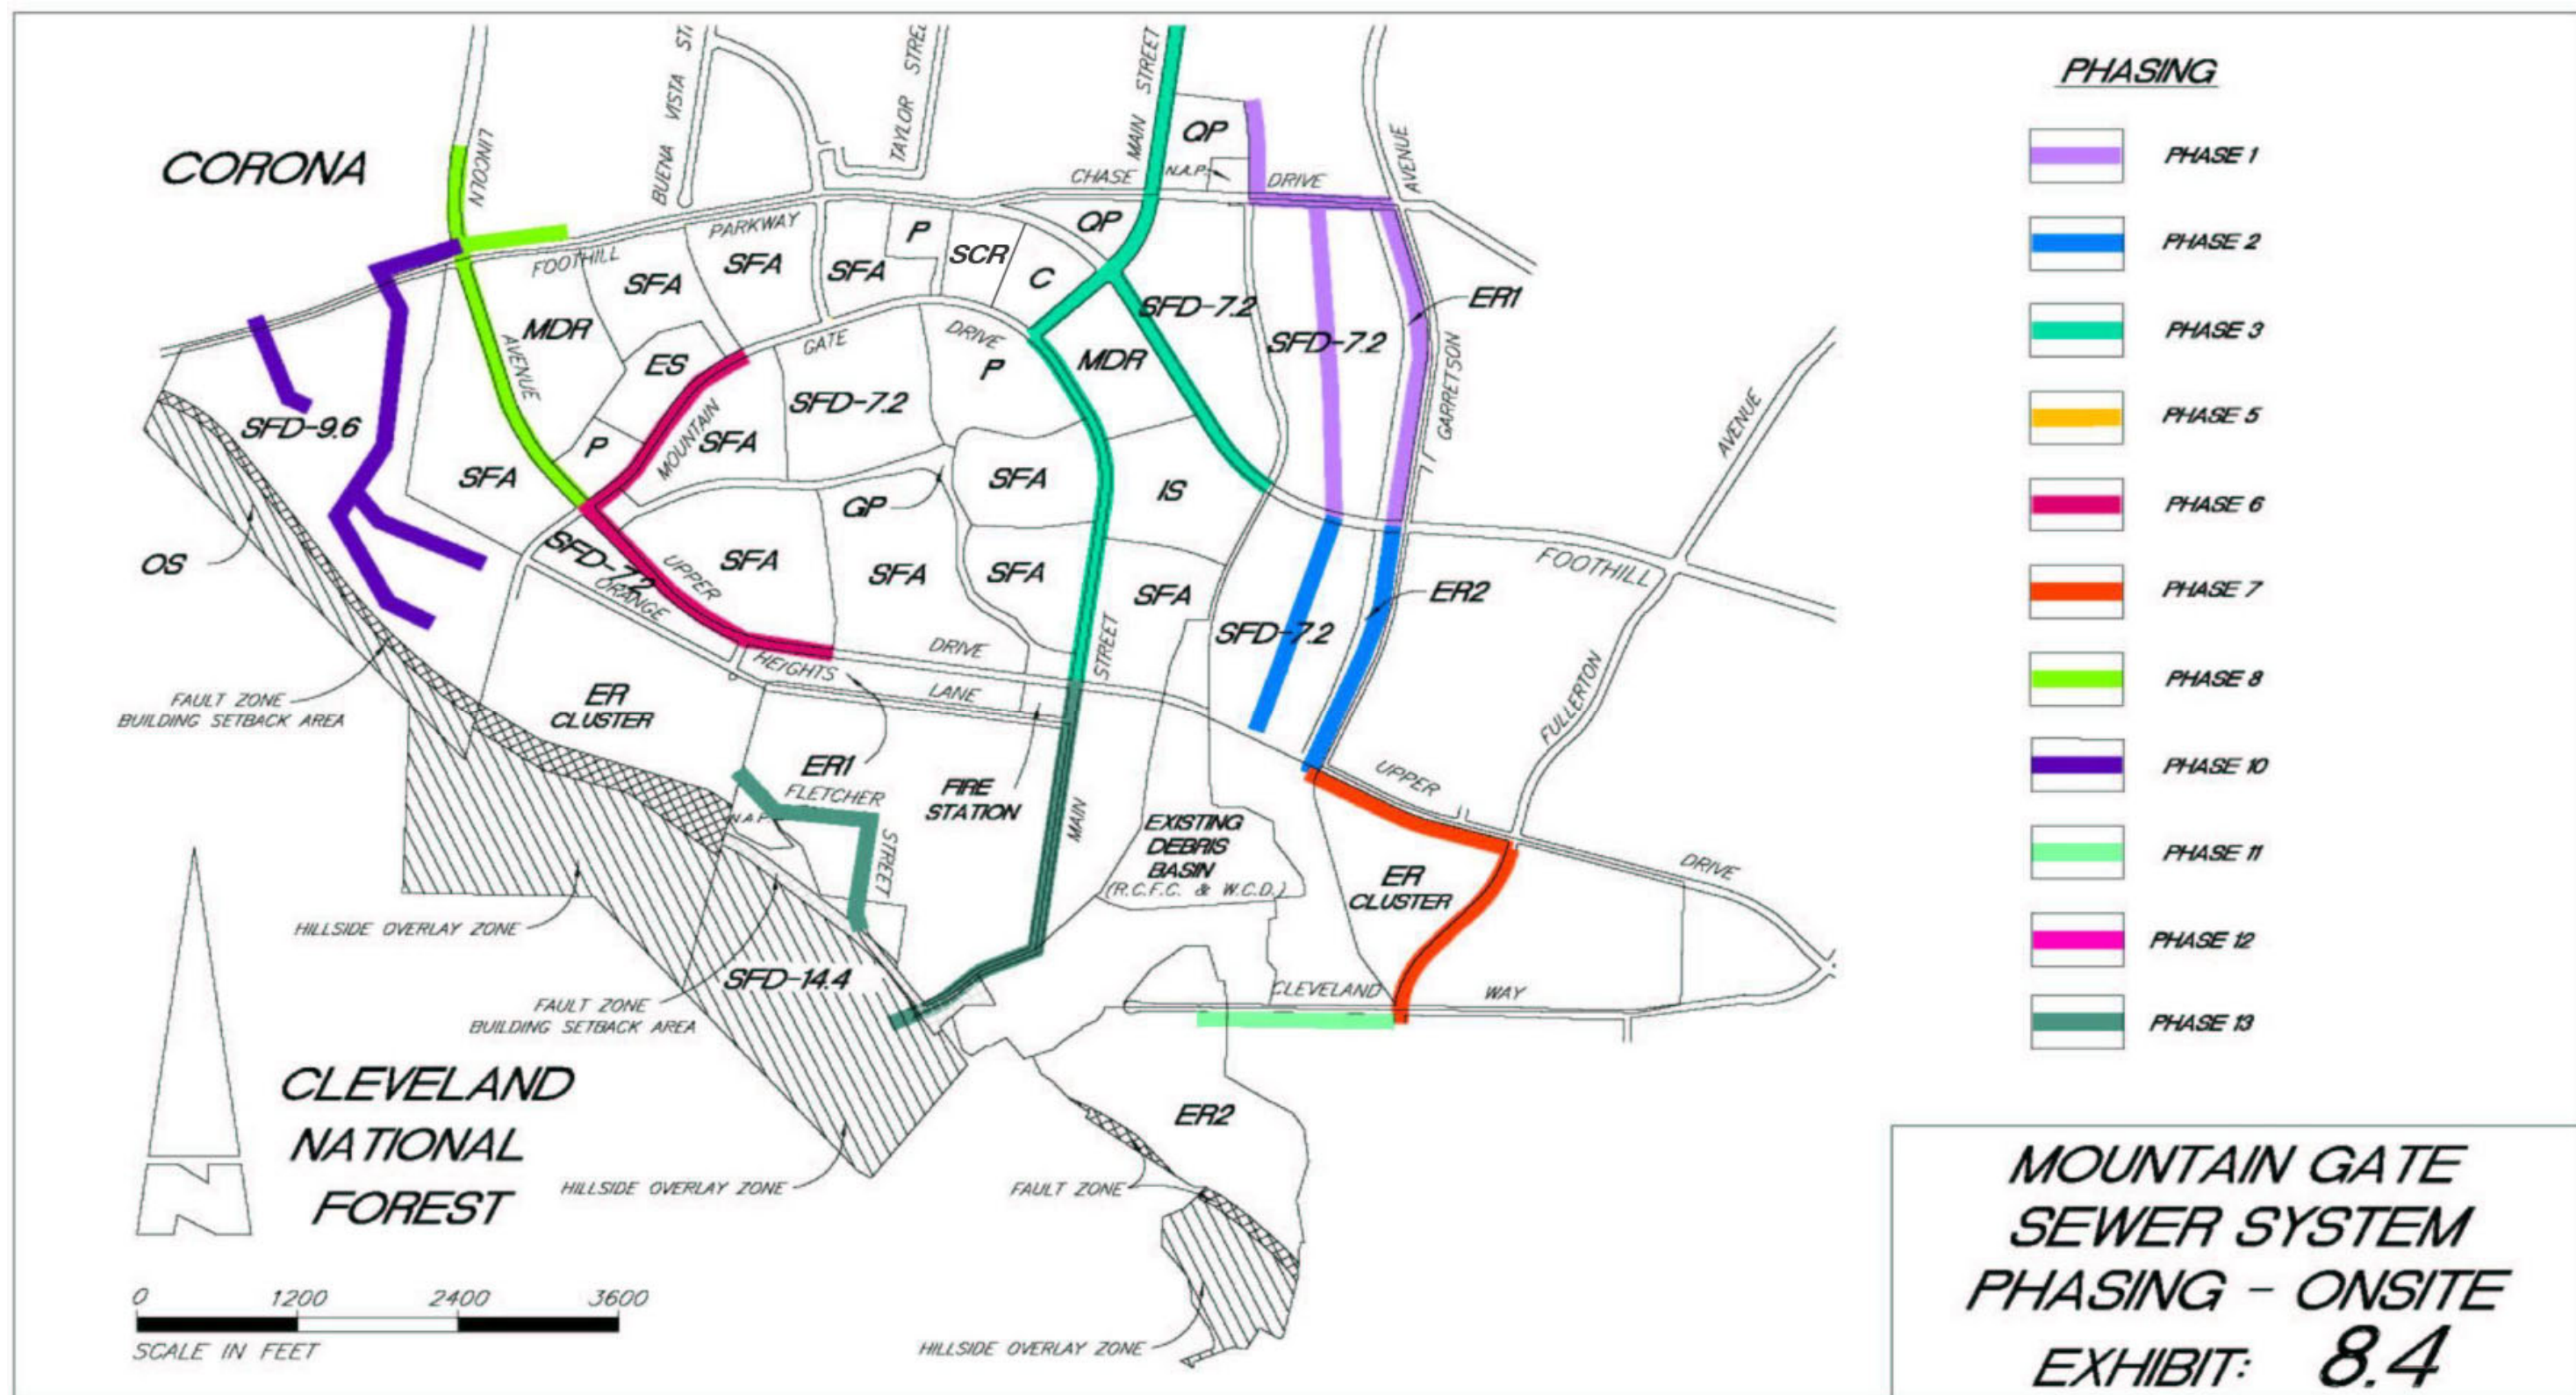 PHASING
PHASE 1
PHASE 2
PHASE 3
PHASE 5
PHASE 6
PHASE 7
PHASE 8
PHASE 10
PHASE 11
PHASE 12
PHASE 13
CORONA
LINCOLN
AVENUE
BUENA VISTA
TAYLOR
MAIN STREET
QP
N.A.P.
CHASE
DRIVE
AVENUE
PARKWAY
FOOTHILL
SFA
SFA
SFA
P
SCR
C
QP
SFD-7.2
ER1
SFD-7.2
GARRETSON
MDR
ES
GATE
DRIVE
P
MDR
SFD-7.2
MOUNTAIN
SFA
P
SFD-9.6
SFA
GP
SFA
IS
AVENUE
OS
SFD-7.2
ORANGE
UPPER
SFA
SFA
SFA
SFA
ER2
SFD-7.2
FOOTHILL
FULLERTON
HEIGHTS
DRIVE
LANE
STREET
FAULT ZONE
BUILDING SETBACK AREA
ER
CLUSTER
ER1
FLETCHER
STREET
N.A.P.
FIRE
STATION
MAIN
EXISTING
DEBRIS
BASIN
(R.C.F.C. & W.C.D.)
UPPER
DRIVE
ER
CLUSTER
HILLSIDE OVERLAY ZONE
SFD-14.4
FAULT ZONE
BUILDING SETBACK AREA
CLEVELAND
WAY
CLEVELAND
NATIONAL
FOREST
HILLSIDE OVERLAY ZONE
ER2
FAULT ZONE
HILLSIDE OVERLAY ZONE
N
0 1200 2400 3600
SCALE IN FEET
MOUNTAIN GATE
SEWER SYSTEM
PHASING - ONSITE
EXHIBIT: 8.4